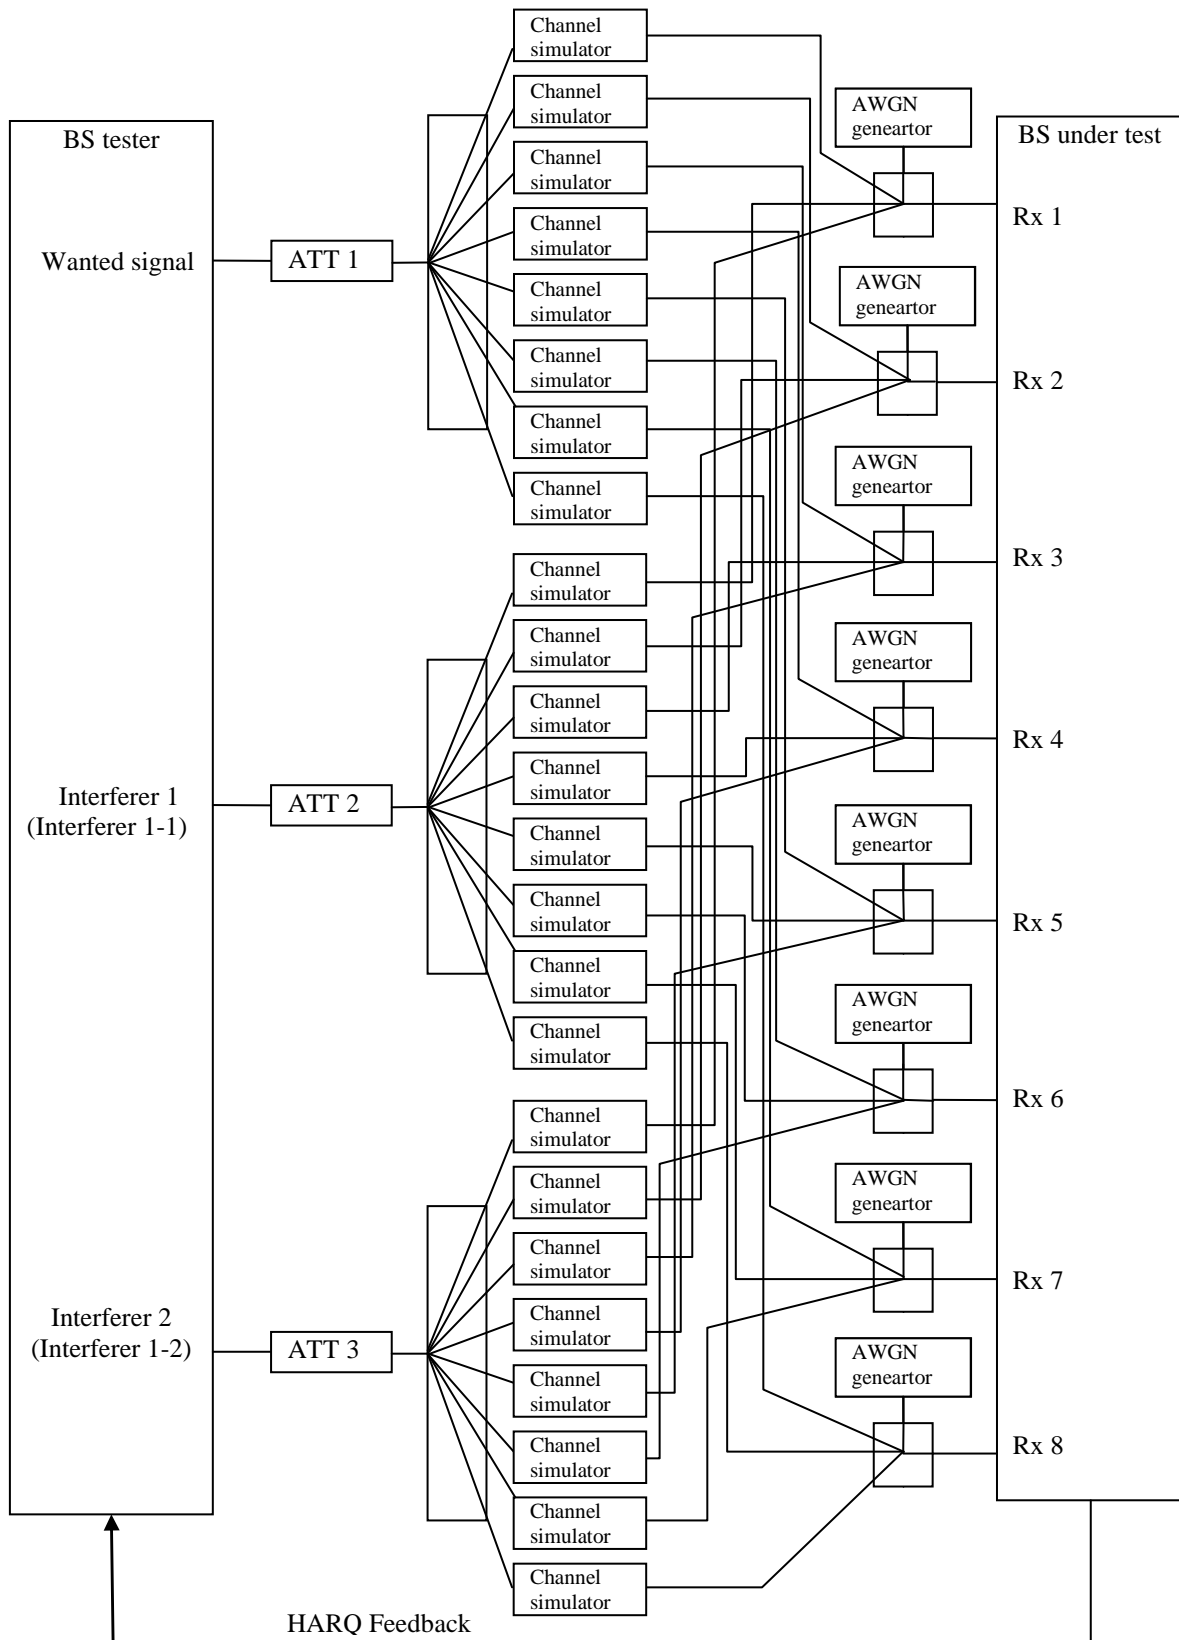 BS tester
Wanted signal
Interferer 1
(Interferer 1-1)
Interferer 2
(Interferer 1-2)
ATT 1
ATT 2
ATT 3
Channel
simulator
Channel
simulator
Channel
simulator
Channel
simulator
Channel
simulator
Channel
simulator
Channel
simulator
Channel
simulator
Channel
simulator
Channel
simulator
Channel
simulator
Channel
simulator
Channel
simulator
Channel
simulator
Channel
simulator
Channel
simulator
Channel
simulator
Channel
simulator
Channel
simulator
Channel
simulator
Channel
simulator
Channel
simulator
Channel
simulator
Channel
simulator
AWGN
geneartor
AWGN
geneartor
AWGN
geneartor
AWGN
geneartor
AWGN
geneartor
AWGN
geneartor
AWGN
geneartor
AWGN
geneartor
BS under test
Rx 1
Rx 2
Rx 3
Rx 4
Rx 5
Rx 6
Rx 7
Rx 8
HARQ Feedback